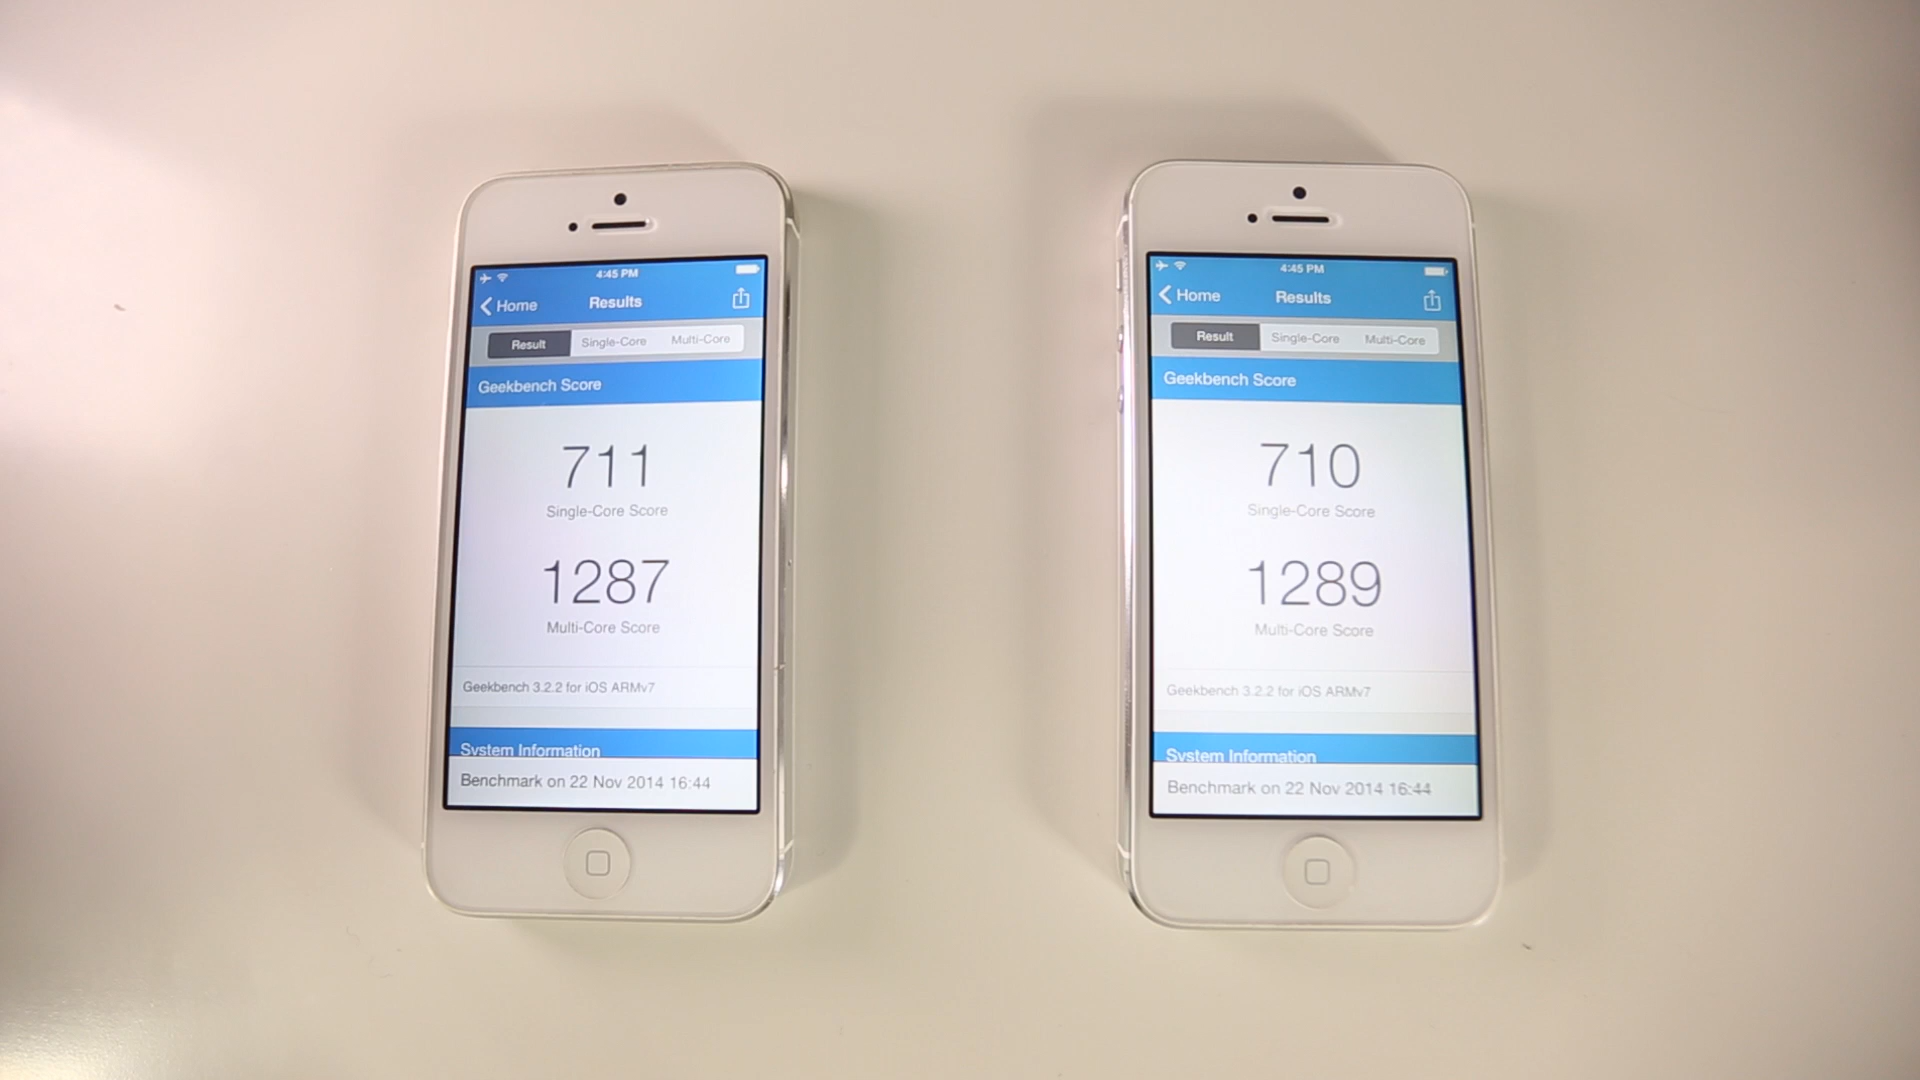 4:45 PM
Home Results
Result Single-Core Multi-Core
Geekbench Score
711
Single-Core Score
1287
Multi-Core Score
Geekbench 3.2.2 for iOS ARMv7
System Information
Benchmark on 22 Nov 2014 16:44
4:45 PM
Home Results
Result Single-Core Multi-Core
Geekbench Score
710
Single-Core Score
1289
Multi-Core Score
Geekbench 3.2.2 for iOS ARMv7
System Information
Benchmark on 22 Nov 2014 16:44